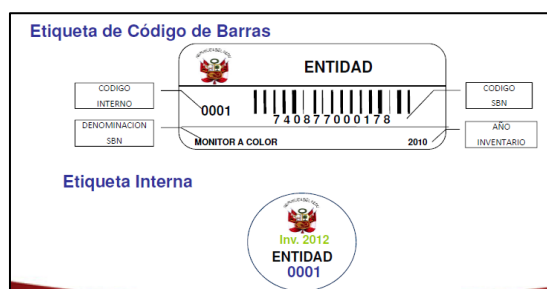 Etiqueta de Código de Barras
ENTIDAD
CODIGO
INTERNO
CODIGO
SBN
0001
740877000178
DENOMINACION
SBN
AÑO
INVENTARIO
MONITOR A COLOR
2010
Etiqueta Interna
Inv. 2012
ENTIDAD
0001